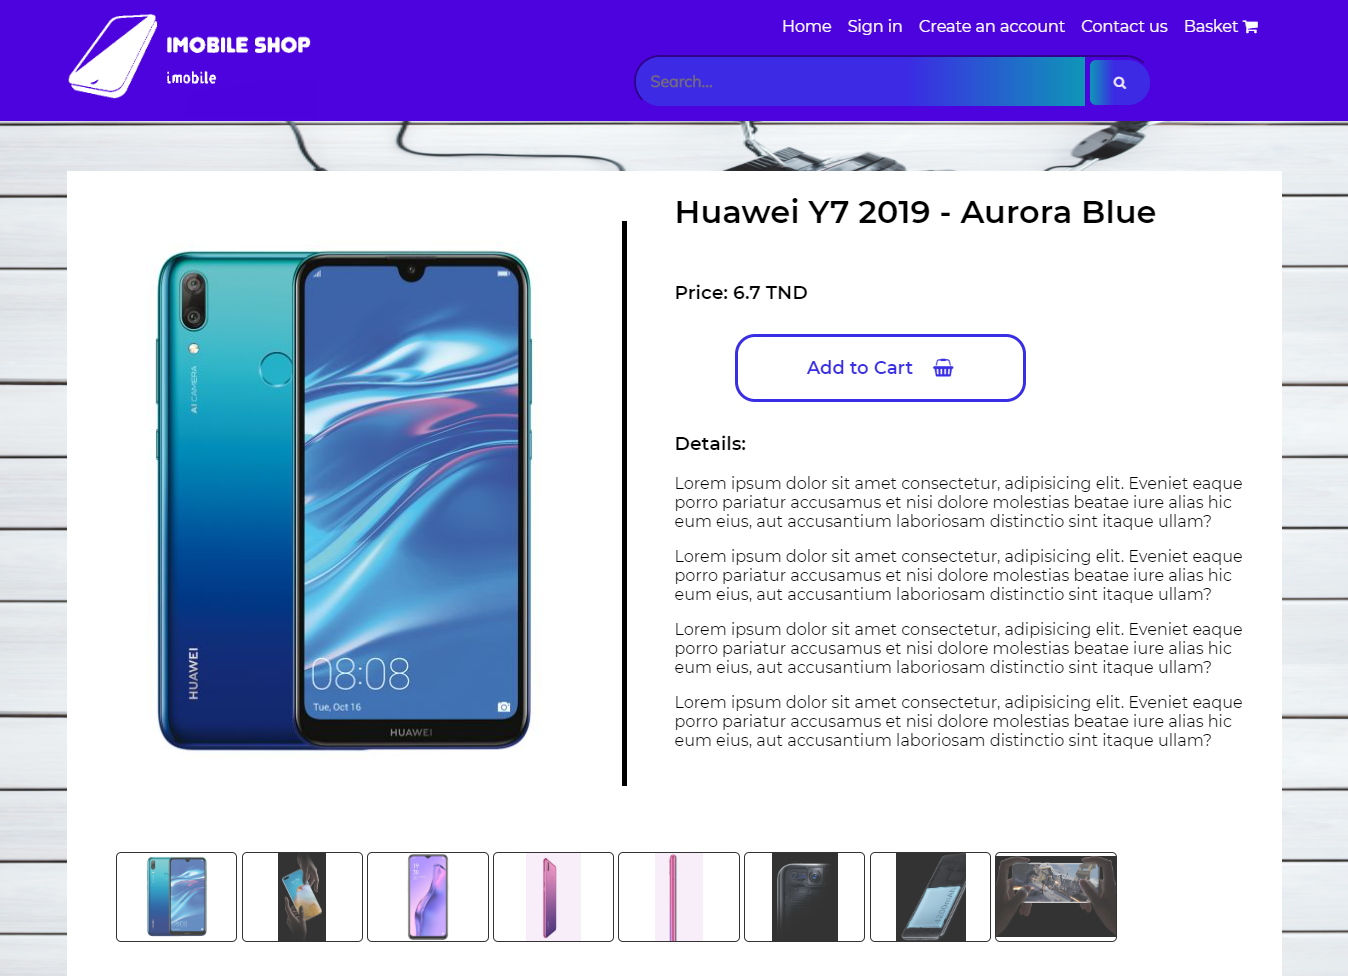 IMOBILE SHOP
imobile
Home Sign in Create an account Contact us Basket
Search...
Huawei Y7 2019 - Aurora Blue
Price: 6.7 TND
Add to Cart
Details:
Lorem ipsum dolor sit amet consectetur, adipisicing elit. Eveniet eaque
porro pariatur accusamus et nisi dolore molestias beatae iure alias hic
eum eius, aut accusantium laboriosam distinctio sint itaque ullam?
Lorem ipsum dolor sit amet consectetur, adipisicing elit. Eveniet eaque
porro pariatur accusamus et nisi dolore molestias beatae iure alias hic
eum eius, aut accusantium laboriosam distinctio sint itaque ullam?
Lorem ipsum dolor sit amet consectetur, adipisicing elit. Eveniet eaque
porro pariatur accusamus et nisi dolore molestias beatae iure alias hic
eum eius, aut accusantium laboriosam distinctio sint itaque ullam?
Lorem ipsum dolor sit amet consectetur, adipisicing elit. Eveniet eaque
porro pariatur accusamus et nisi dolore molestias beatae iure alias hic
eum eius, aut accusantium laboriosam distinctio sint itaque ullam?
AI CAMERA
HUAWEI
08:08
Tue, Oct 16
HUAWEI